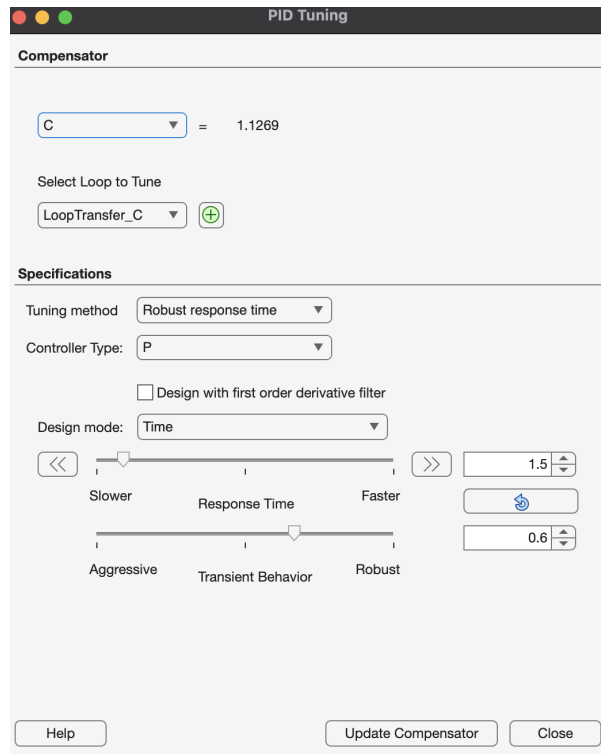 PID Tuning
Compensator
C = 1.1269
Select Loop to Tune
LoopTransfer_C
Specifications
Tuning method Robust response time
Controller Type: P
Design with first order derivative filter
Design mode: Time
1.5
Slower Response Time Faster
0.6
Aggressive Transient Behavior Robust
Help Update Compensator Close